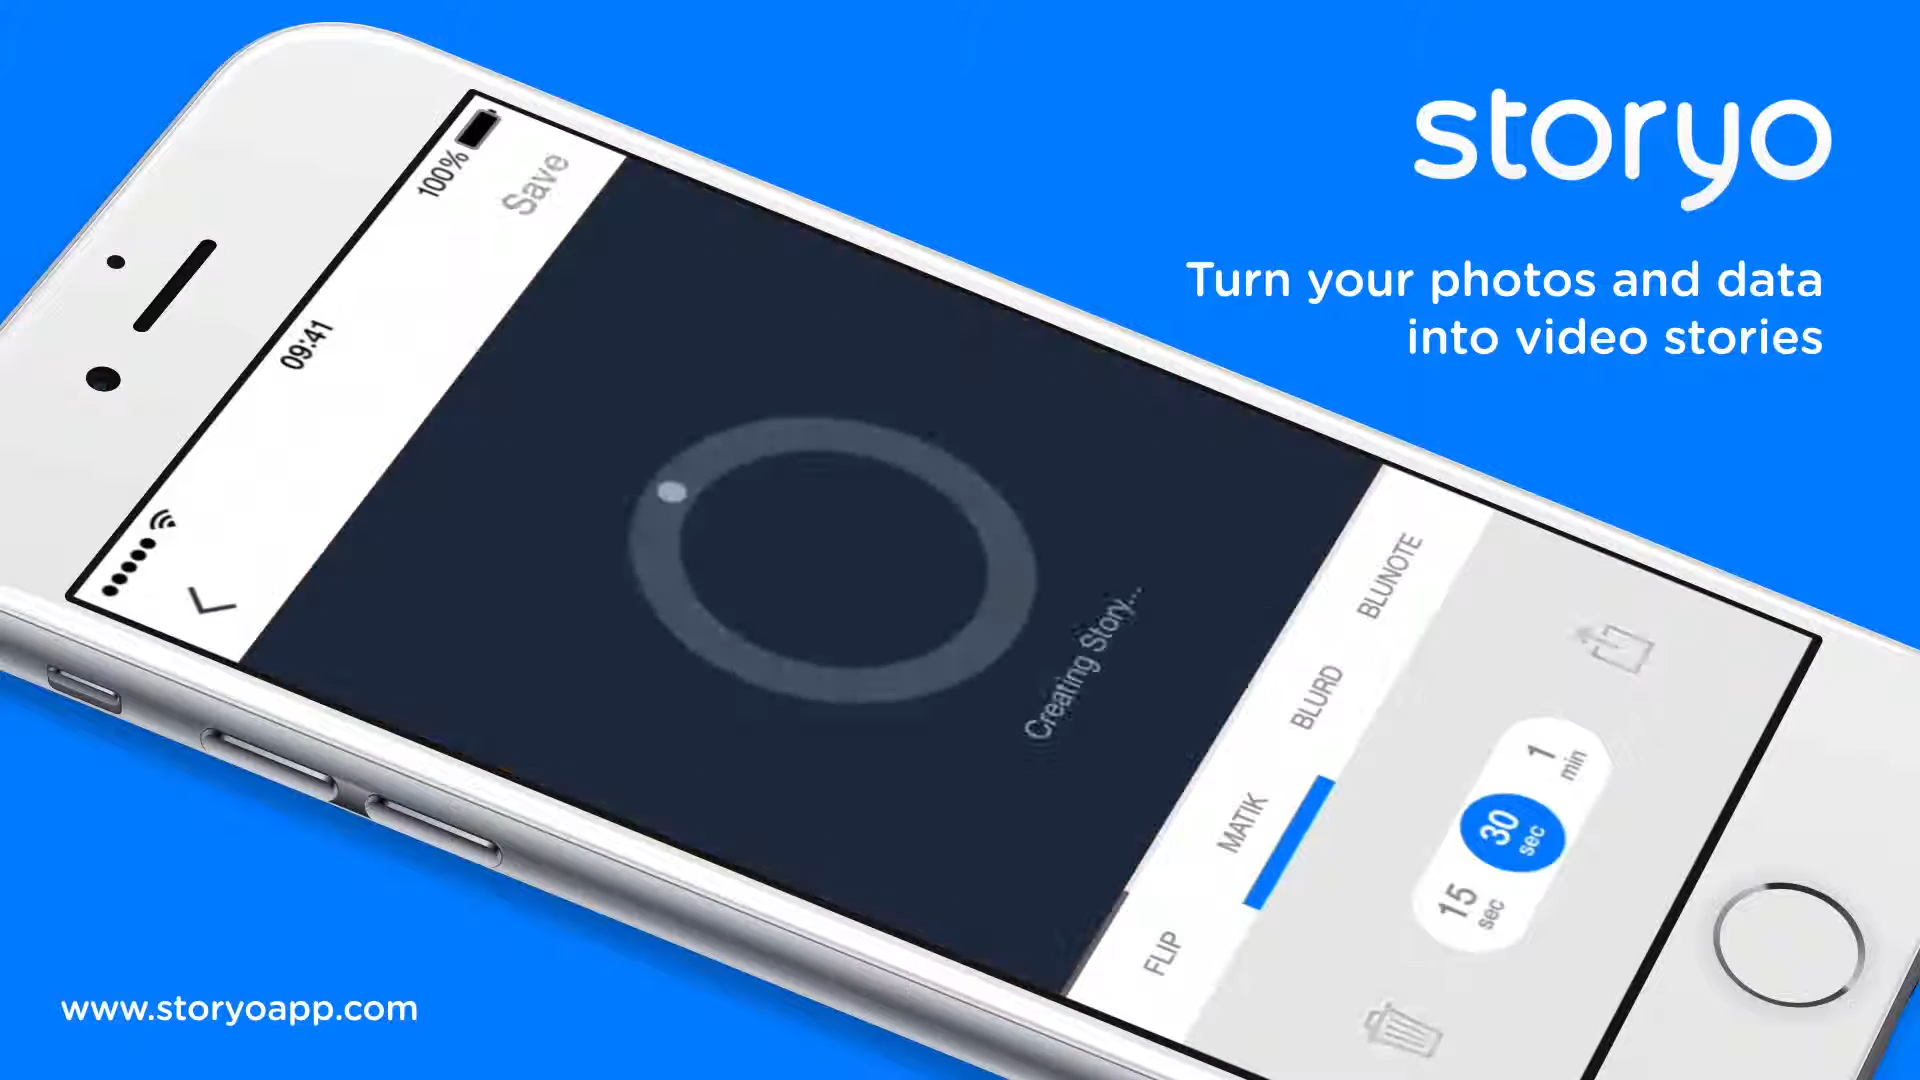 storyo
Turn your photos and data
into video stories
100%
09:41
Save
Creating Story...
FLIP
MATIK
BLURD
BLUNOTE
15
sec
30
sec
1
min
www.storyoapp.com